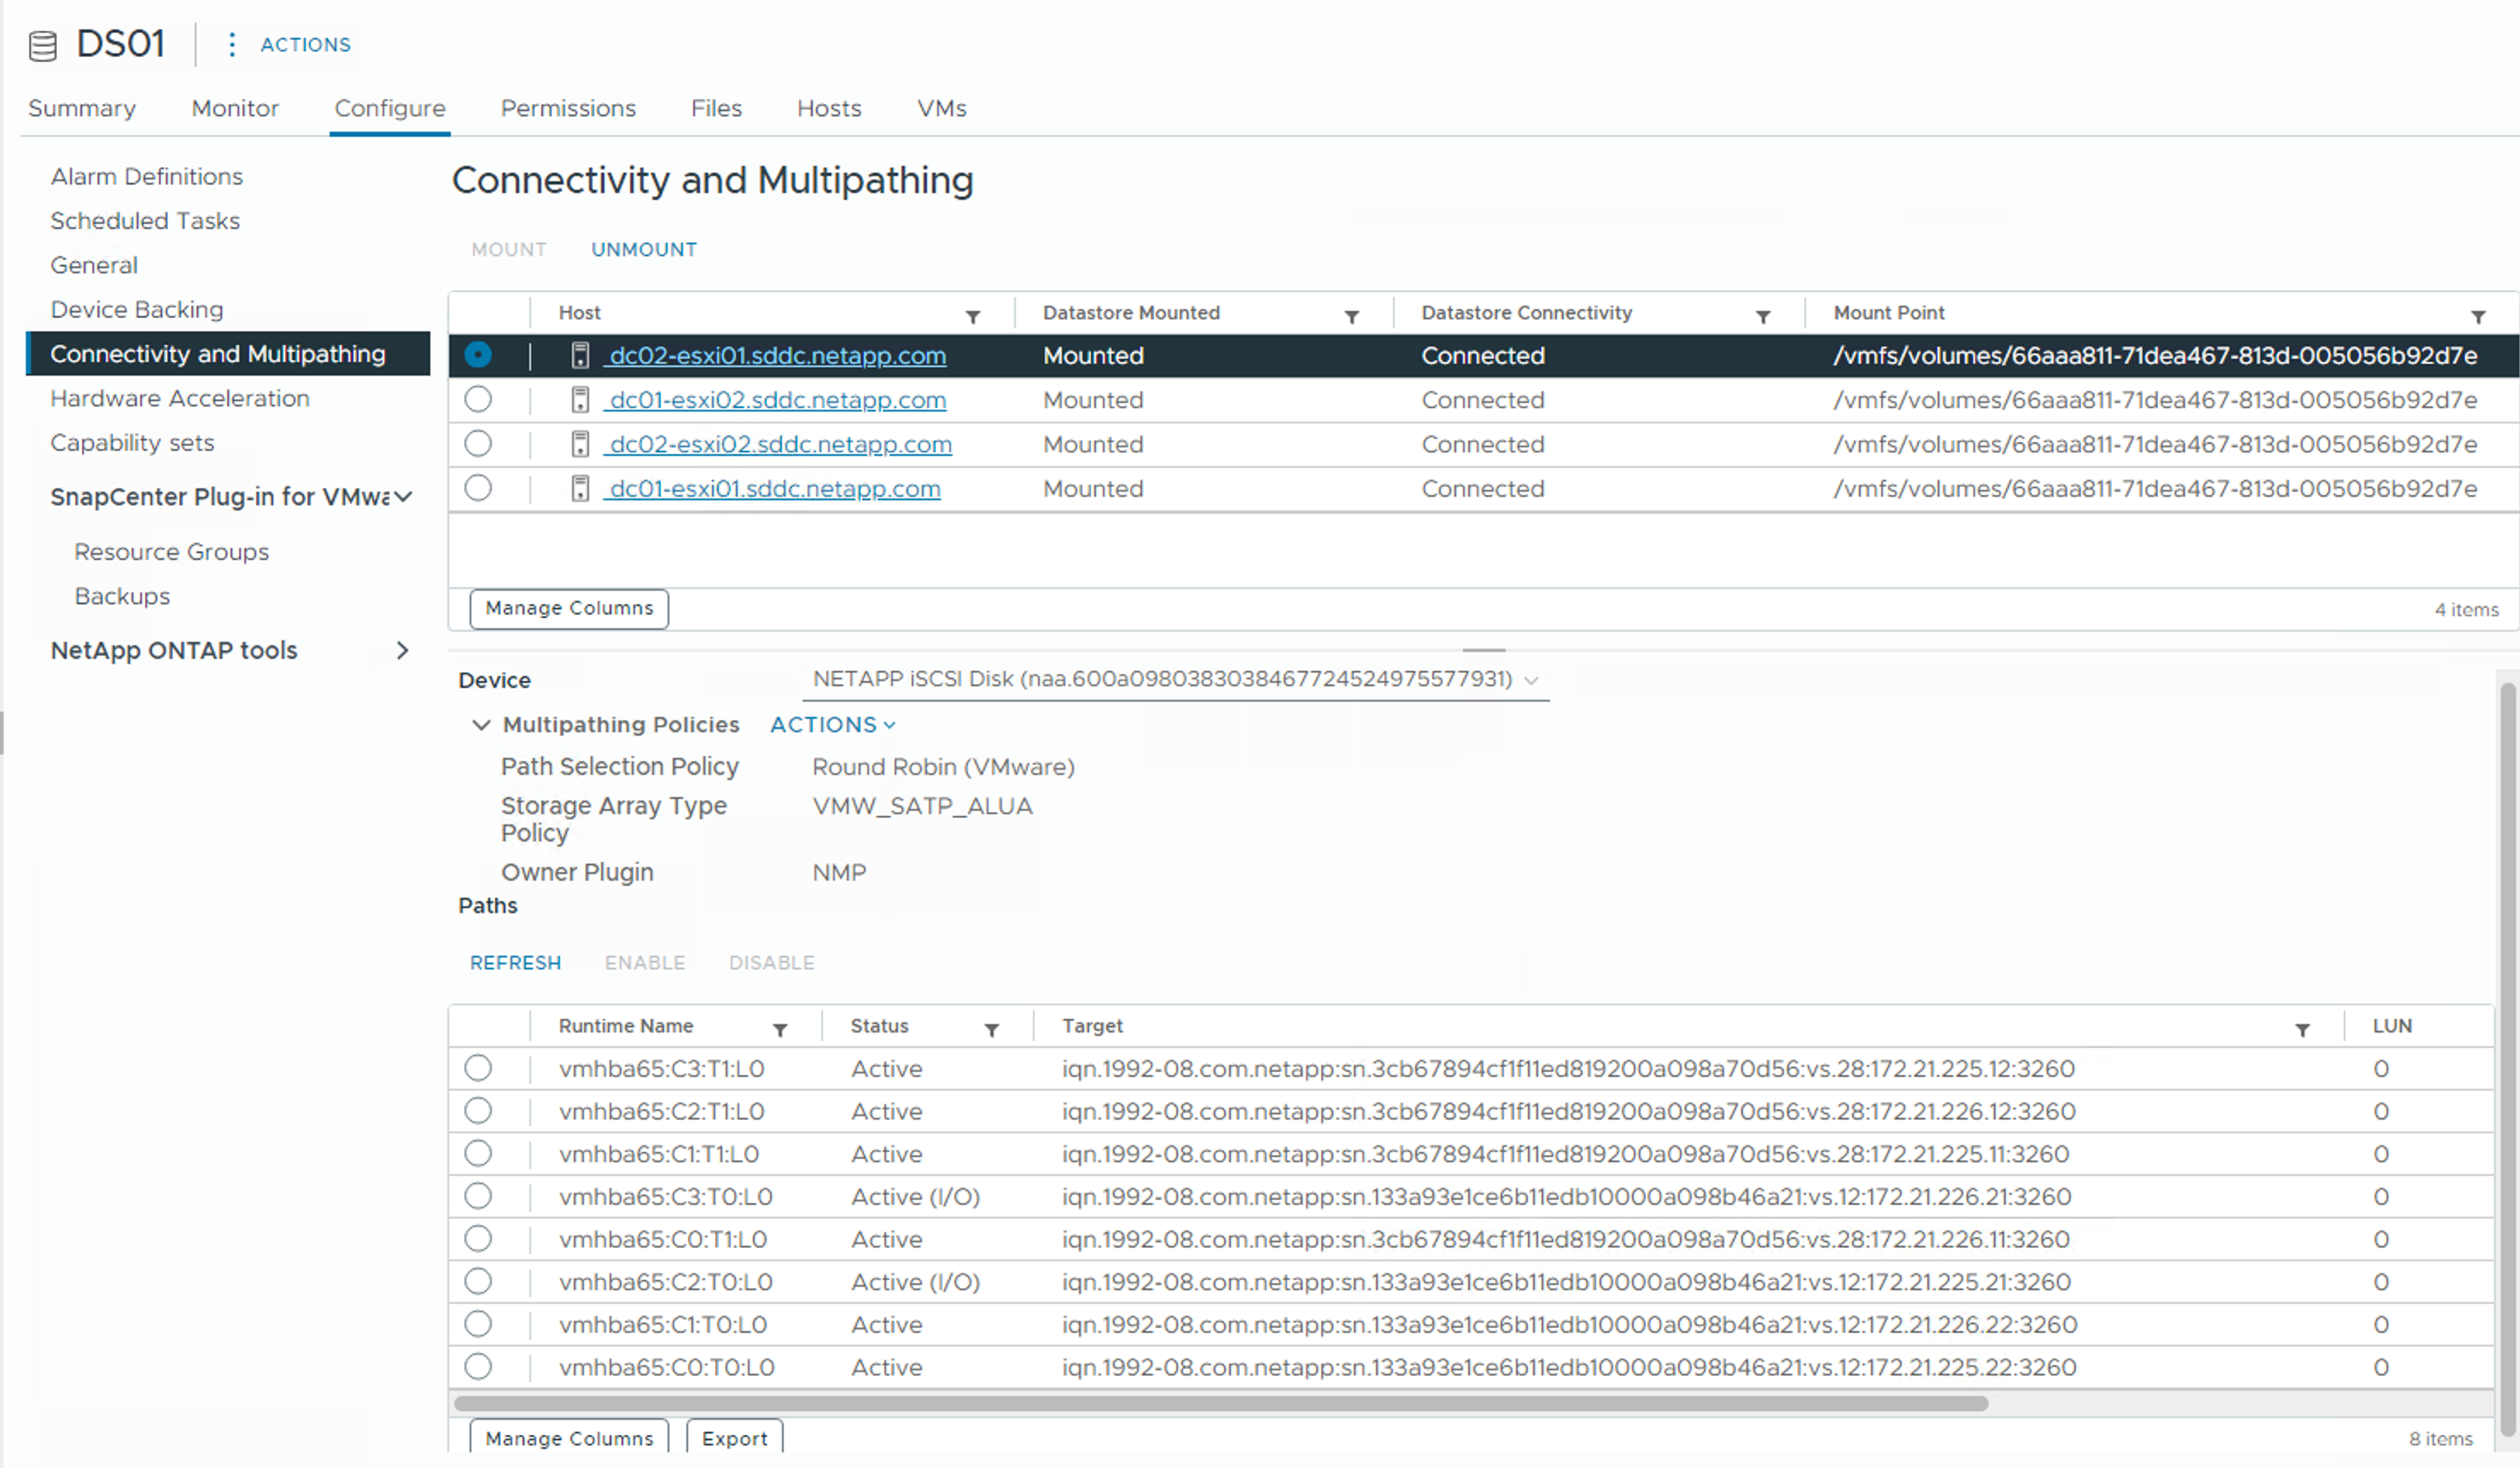 DS01
ACTIONS
Summary Monitor Configure Permissions Files Hosts VMs
Alarm Definitions
Scheduled Tasks
General
Device Backing
Connectivity and Multipathing
Hardware Acceleration
Capability sets
SnapCenter Plug-in for VMwa
Resource Groups
Backups
NetApp ONTAP tools
Connectivity and Multipathing
MOUNT UNMOUNT
Host Datastore Mounted Datastore Connectivity Mount Point
dc02-esxi01.sddc.netapp.com Mounted Connected /vmfs/volumes/66aaa811-71dea467-813d-005056b92d7e
dc01-esxi02.sddc.netapp.com Mounted Connected /vmfs/volumes/66aaa811-71dea467-813d-005056b92d7e
dc02-esxi02.sddc.netapp.com Mounted Connected /vmfs/volumes/66aaa811-71dea467-813d-005056b92d7e
dc01-esxi01.sddc.netapp.com Mounted Connected /vmfs/volumes/66aaa811-71dea467-813d-005056b92d7e
Manage Columns 4 items
Device NETAPP iSCSI Disk (naa.600a0980383038467724524975577931)
Multipathing Policies ACTIONS
Path Selection Policy Round Robin (VMware)
Storage Array Type VMW_SATP_ALUA
Policy
Owner Plugin NMP
Paths
REFRESH ENABLE DISABLE
Runtime Name Status Target LUN
vmhba65:C3:T1:L0 Active iqn.1992-08.com.netapp:sn.3cb67894cf1f11ed819200a098a70d56:vs.28:172.21.225.12:3260 0
vmhba65:C2:T1:L0 Active iqn.1992-08.com.netapp:sn.3cb67894cf1f11ed819200a098a70d56:vs.28:172.21.226.12:3260 0
vmhba65:C1:T1:L0 Active iqn.1992-08.com.netapp:sn.3cb67894cf1f11ed819200a098a70d56:vs.28:172.21.225.11:3260 0
vmhba65:C3:T0:L0 Active (I/O) iqn.1992-08.com.netapp:sn.133a93e1ce6b11edb10000a098b46a21:vs.12:172.21.226.21:3260 0
vmhba65:C0:T1:L0 Active iqn.1992-08.com.netapp:sn.3cb67894cf1f11ed819200a098a70d56:vs.28:172.21.226.11:3260 0
vmhba65:C2:T0:L0 Active (I/O) iqn.1992-08.com.netapp:sn.133a93e1ce6b11edb10000a098b46a21:vs.12:172.21.225.21:3260 0
vmhba65:C1:T0:L0 Active iqn.1992-08.com.netapp:sn.133a93e1ce6b11edb10000a098b46a21:vs.12:172.21.226.22:3260 0
vmhba65:C0:T0:L0 Active iqn.1992-08.com.netapp:sn.133a93e1ce6b11edb10000a098b46a21:vs.12:172.21.225.22:3260 0
Manage Columns Export 8 items